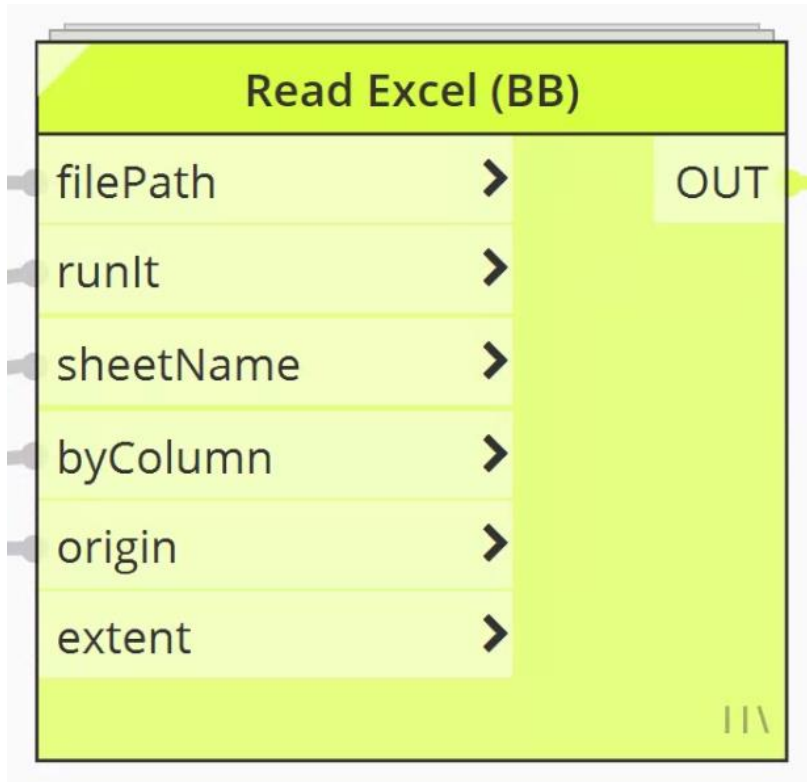 Read Excel (BB)
filePath OUT
runIt
sheetName
byColumn
origin
extent
||\